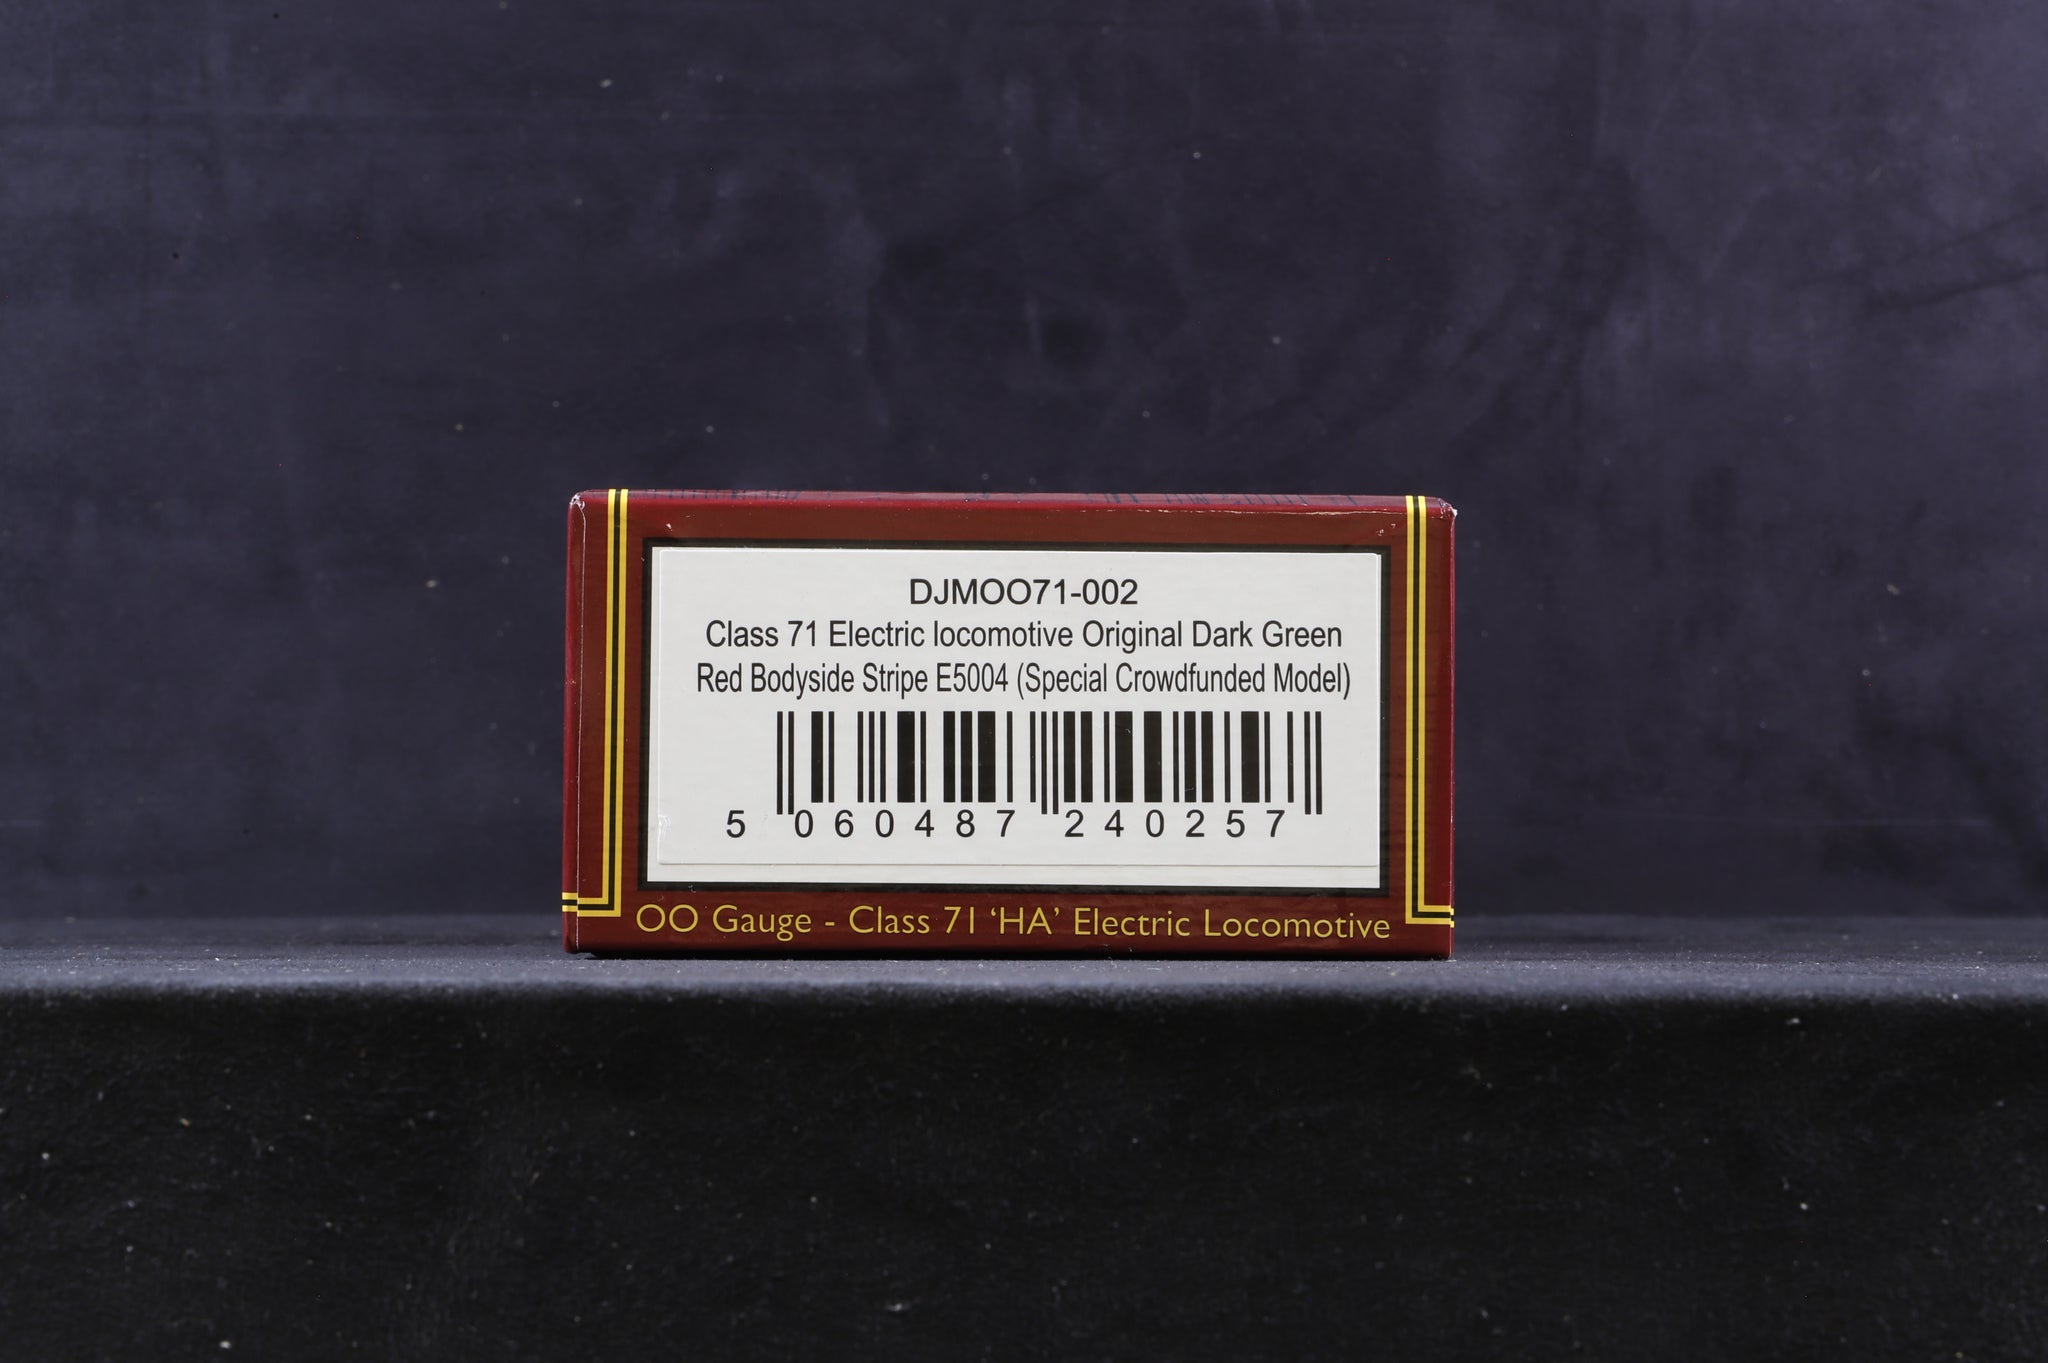 DJMOO71-002
Class 71 Electric locomotive Original Dark Green
Red Bodyside Stripe E5004 (Special Crowdfunded Model)
5 060487 240257
OO Gauge - Class 71 ‘HA’ Electric Locomotive